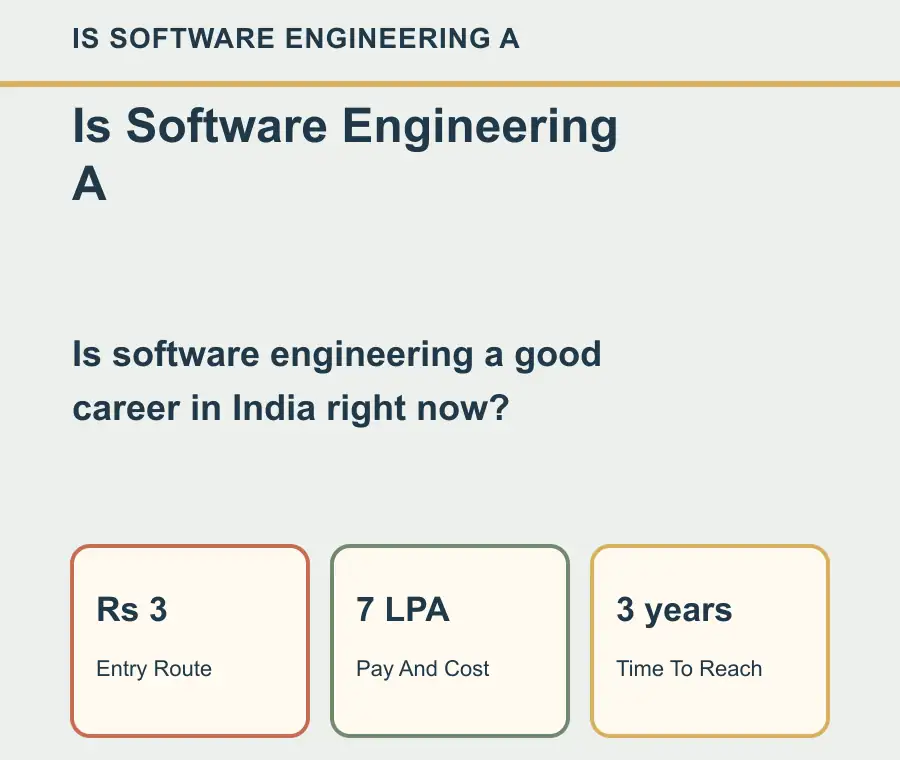 IS SOFTWARE ENGINEERING A
Is Software Engineering
A
Is software engineering a good
career in India right now?
Rs 3
Entry Route
7 LPA
Pay And Cost
3 years
Time To Reach